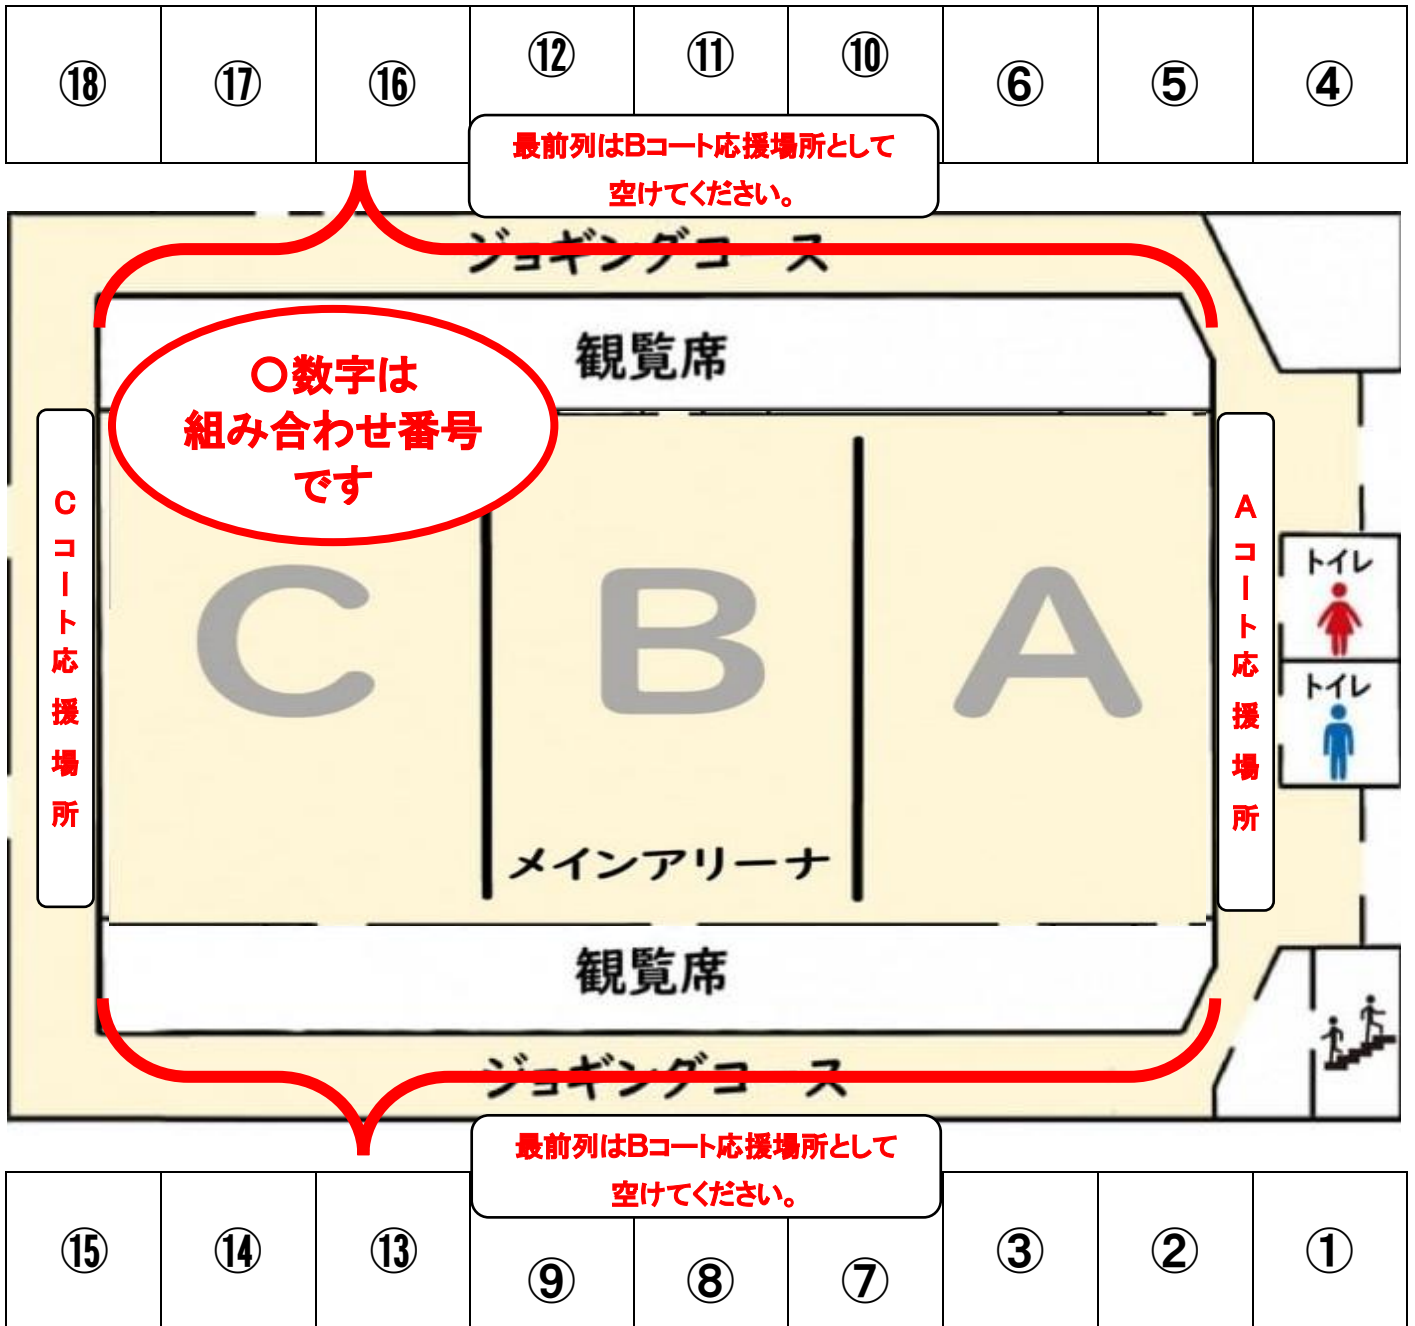 ⑱ ⑰ ⑯ ⑫ ⑪ ⑩ ⑥ ⑤ ④
最前列はBコート応援場所として
空けてください。
ジョギングコース
観覧席
〇数字は
組み合わせ番号
です
Cコート応援場所
Aコート応援場所
トイレ
トイレ
C B A
メインアリーナ
観覧席
ジョギングコース
最前列はBコート応援場所として
空けてください。
⑮ ⑭ ⑬ ⑨ ⑧ ⑦ ③ ② ①